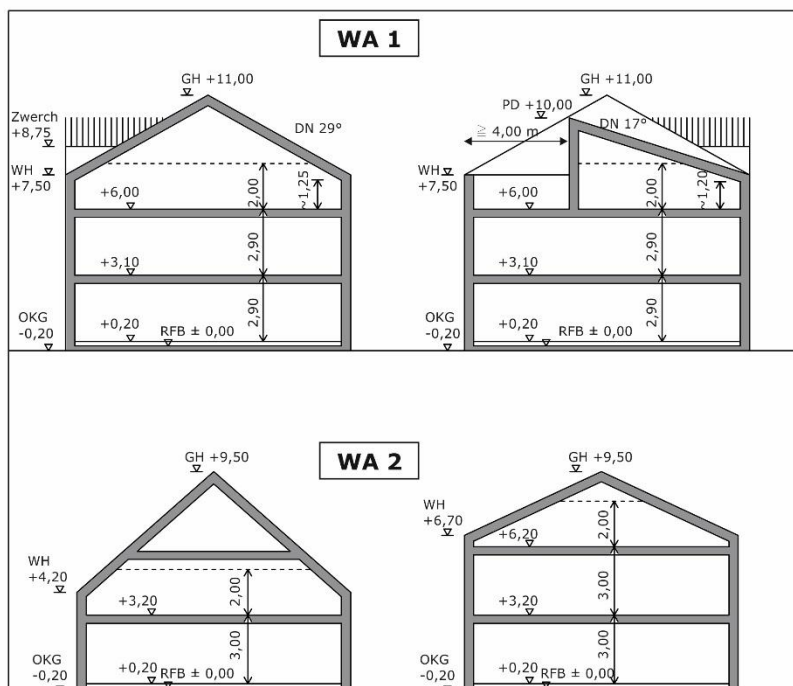 WA 1
GH +11,00
Zwerch
+8,75
DN 29°
WH
+7,50
+6,00
2,00
~1,25
2,90
+3,10
2,90
OKG
-0,20
+0,20
RFB ± 0,00
GH +11,00
PD +10,00
≧ 4,00 m
DN 17°
WH
+7,50
+6,00
2,00
~1,20
2,90
+3,10
2,90
OKG
-0,20
+0,20
RFB ± 0,00
WA 2
GH +9,50
WH
+4,20
2,00
+3,20
3,00
OKG
-0,20
+0,20
RFB ± 0,00
GH +9,50
WH
+6,70
+6,20
2,00
3,00
+3,20
3,00
OKG
-0,20
+0,20
RFB ± 0,00